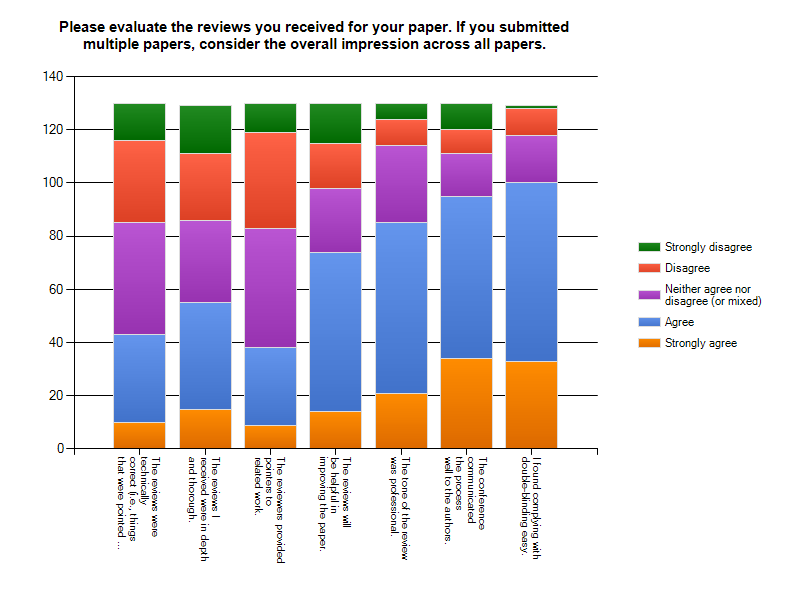 Please evaluate the reviews you received for your paper. If you submitted
multiple papers, consider the overall impression across all papers.
140
120
100
80
60
40
20
0
The reviews were
technically
correct (i.e., things
that were pointed ...
The reviews I
received were in depth
and thorough.
The reviewers provided
pointers to
related work.
The reviews will
be helpful in
improving the paper.
The tone of the review
was professional.
The conference
communicated
the process
well to the authors.
I found complying with
double-blinding easy.
Strongly disagree
Disagree
Neither agree nor
disagree (or mixed)
Agree
Strongly agree